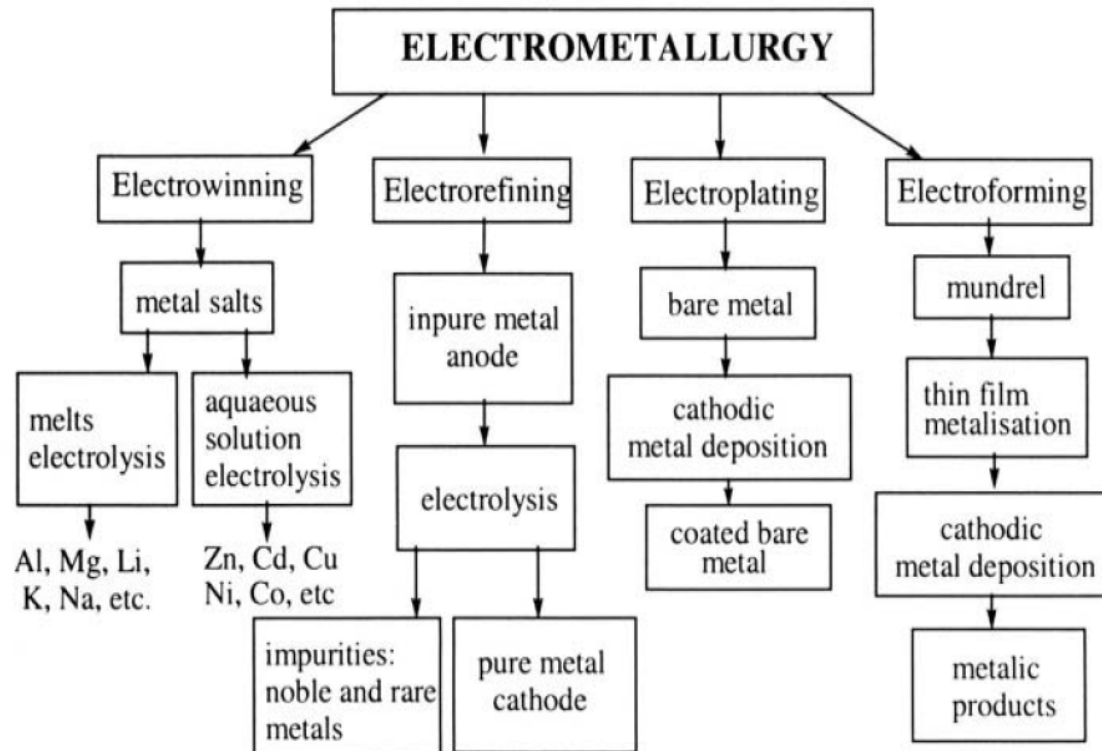 ELECTROMETALLURGY
Electrowinning
Electrorefining
Electroplating
Electroforming
metal salts
inpure metal
anode
bare metal
mundrel
melts
electrolysis
aquaeous
solution
electrolysis
electrolysis
cathodic
metal deposition
thin film
metalisation
Al, Mg, Li,
K, Na, etc.
Zn, Cd, Cu
Ni, Co, etc
coated bare
metal
cathodic
metal deposition
impurities:
noble and rare
metals
pure metal
cathode
metalic
products